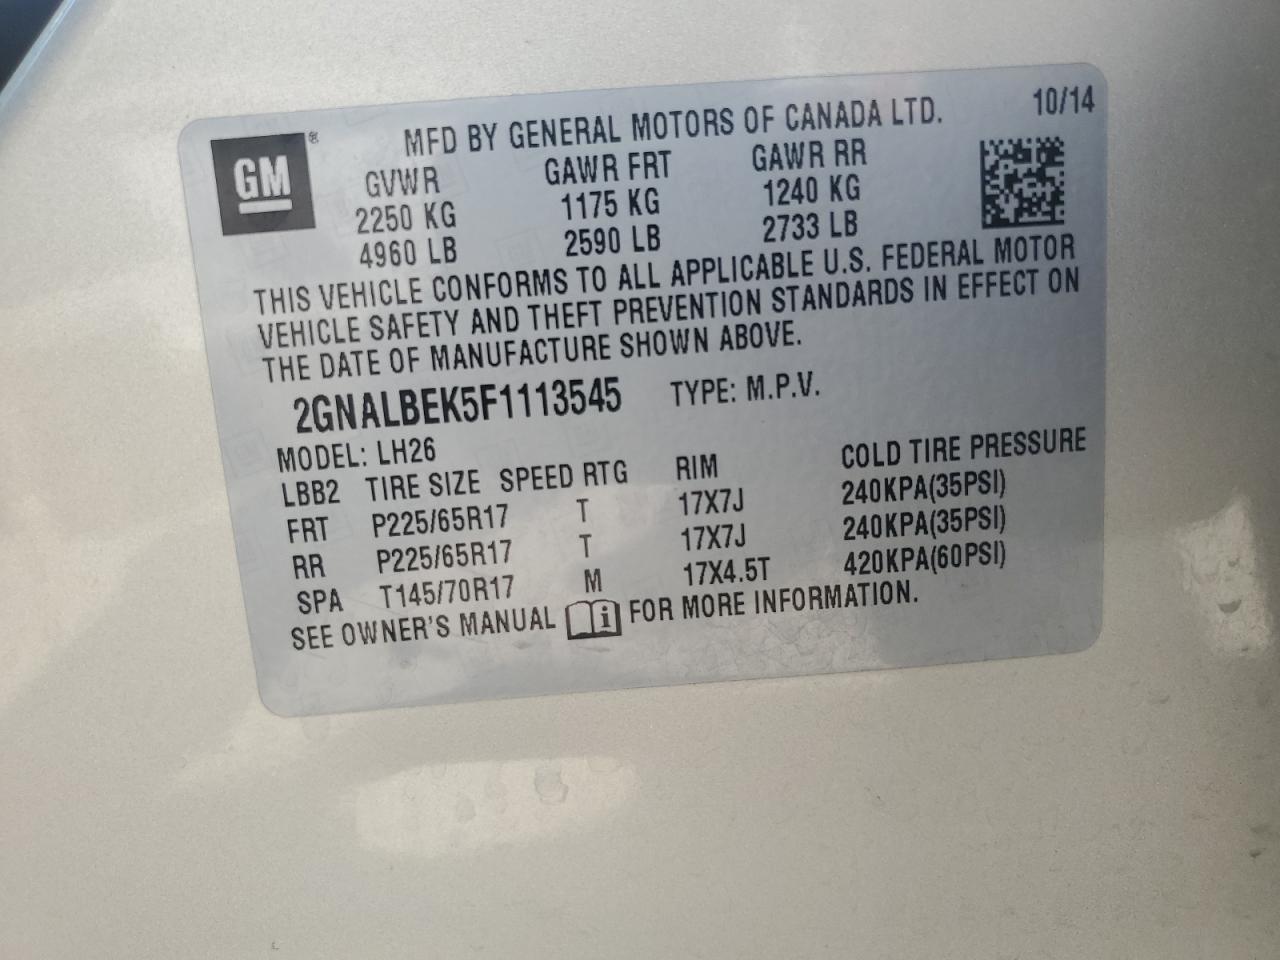 GM ® MFD BY GENERAL MOTORS OF CANADA LTD. 10/14
GVWR GAWR FRT GAWR RR
2250 KG 1175 KG 1240 KG
4960 LB 2590 LB 2733 LB
THIS VEHICLE CONFORMS TO ALL APPLICABLE U.S. FEDERAL MOTOR
VEHICLE SAFETY AND THEFT PREVENTION STANDARDS IN EFFECT ON
THE DATE OF MANUFACTURE SHOWN ABOVE.
2GNALBEK5F1113545 TYPE: M.P.V.
MODEL: LH26
LBB2 TIRE SIZE SPEED RTG RIM COLD TIRE PRESSURE
FRT P225/65R17 T 17X7J 240KPA(35PSI)
RR P225/65R17 T 17X7J 240KPA(35PSI)
SPA T145/70R17 M 17X4.5T 420KPA(60PSI)
SEE OWNER'S MANUAL i FOR MORE INFORMATION.